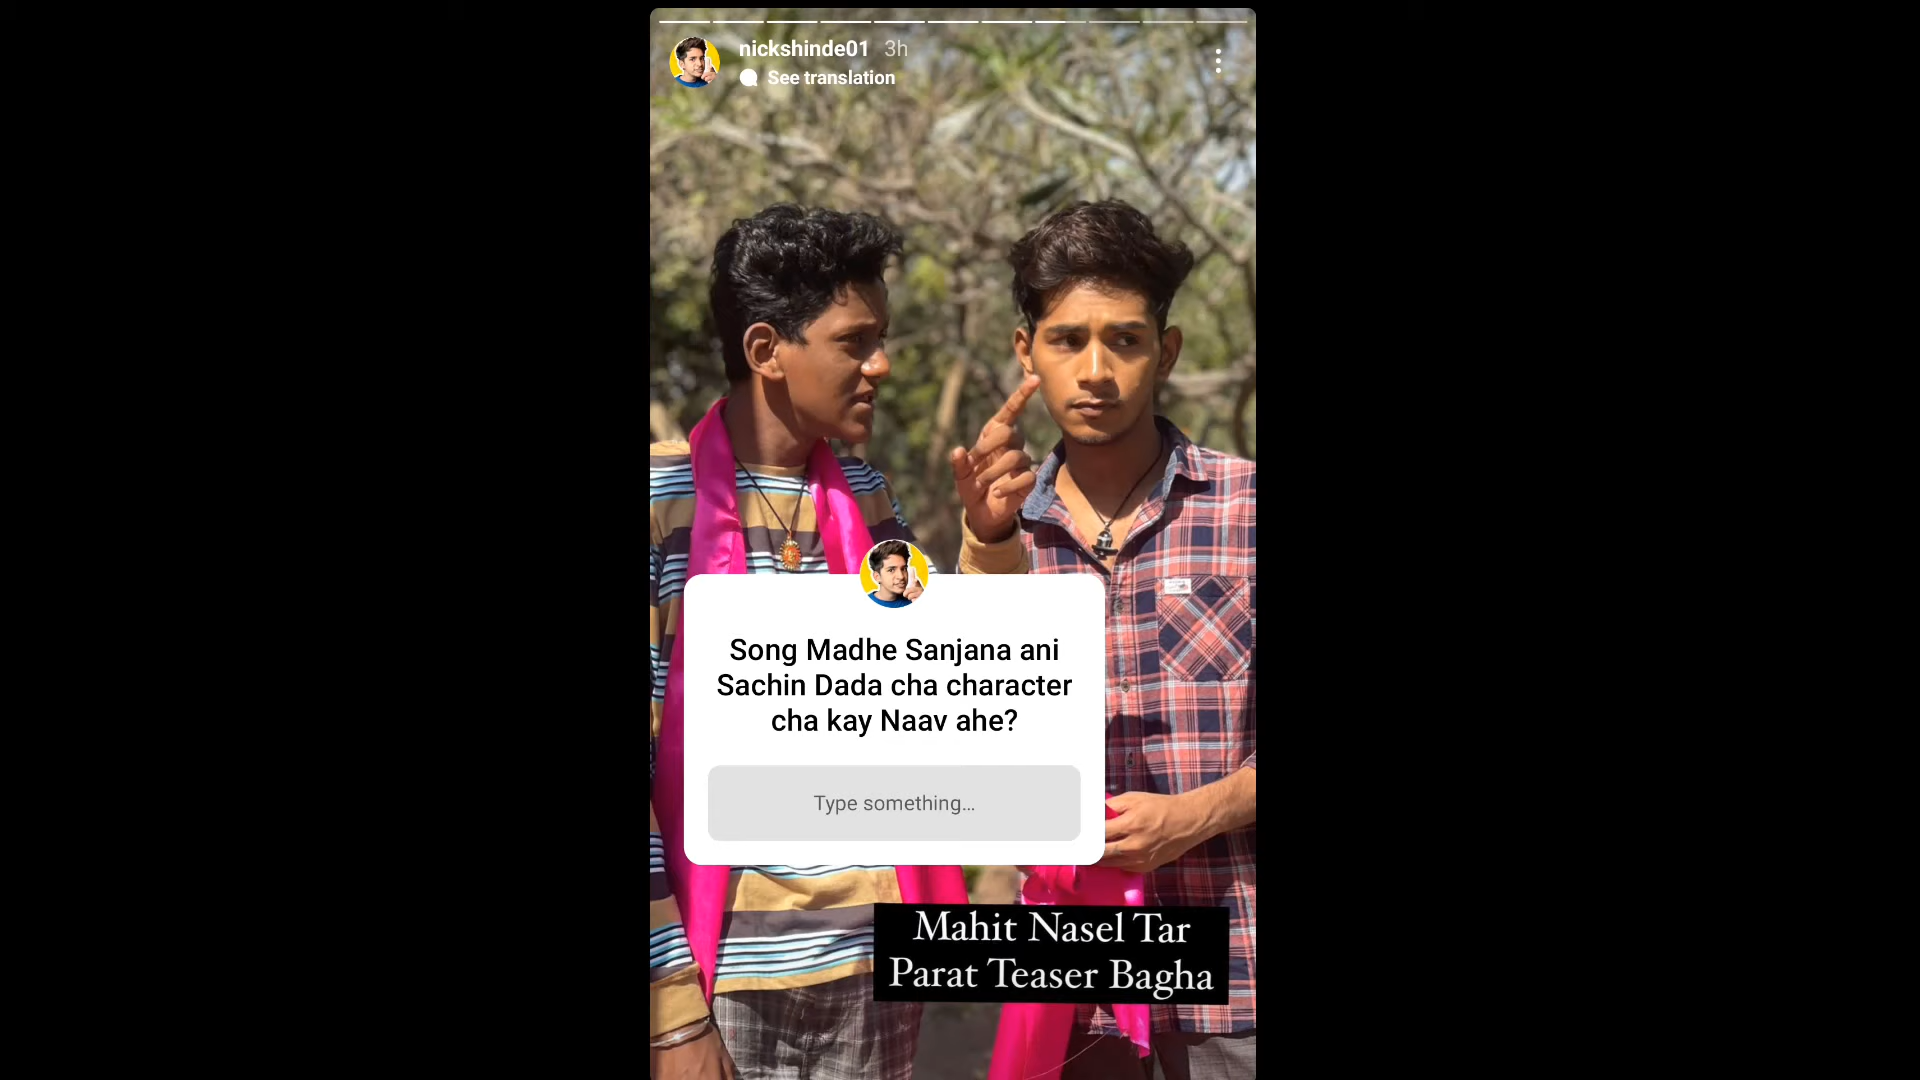 nickshinde01 3h
See translation
Song Madhe Sanjana ani
Sachin Dada cha character
cha kay Naav ahe?
Type something...
Mahit Nasel Tar
Parat Teaser Bagha